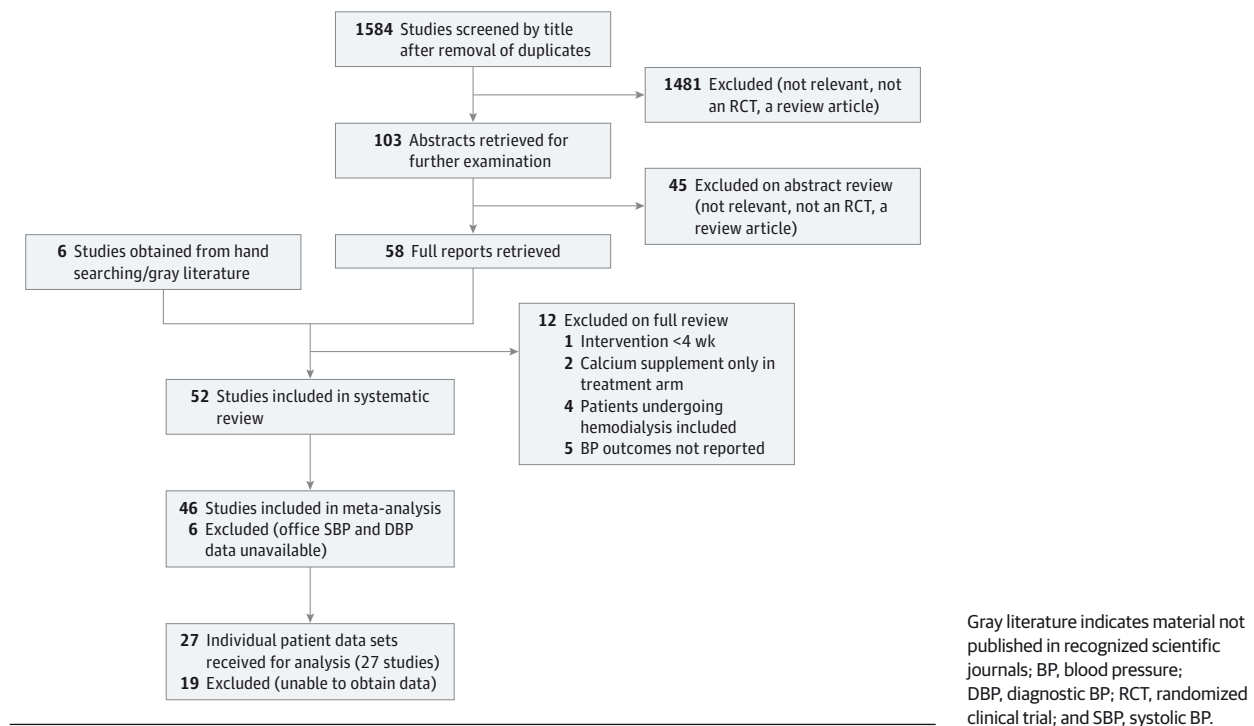 1584 Studies screened by title
after removal of duplicates
1481 Excluded (not relevant, not
an RCT, a review article)
103 Abstracts retrieved for
further examination
45 Excluded on abstract review
(not relevant, not an RCT, a
review article)
6 Studies obtained from hand
searching/gray literature
58 Full reports retrieved
12 Excluded on full review
1 Intervention <4 wk
2 Calcium supplement only in
treatment arm
4 Patients undergoing
hemodialysis included
5 BP outcomes not reported
52 Studies included in systematic
review
46 Studies included in meta-analysis
6 Excluded (office SBP and DBP
data unavailable)
27 Individual patient data sets
received for analysis (27 studies)
19 Excluded (unable to obtain data)
Gray literature indicates material not
published in recognized scientific
journals; BP, blood pressure;
DBP, diagnostic BP; RCT, randomized
clinical trial; and SBP, systolic BP.